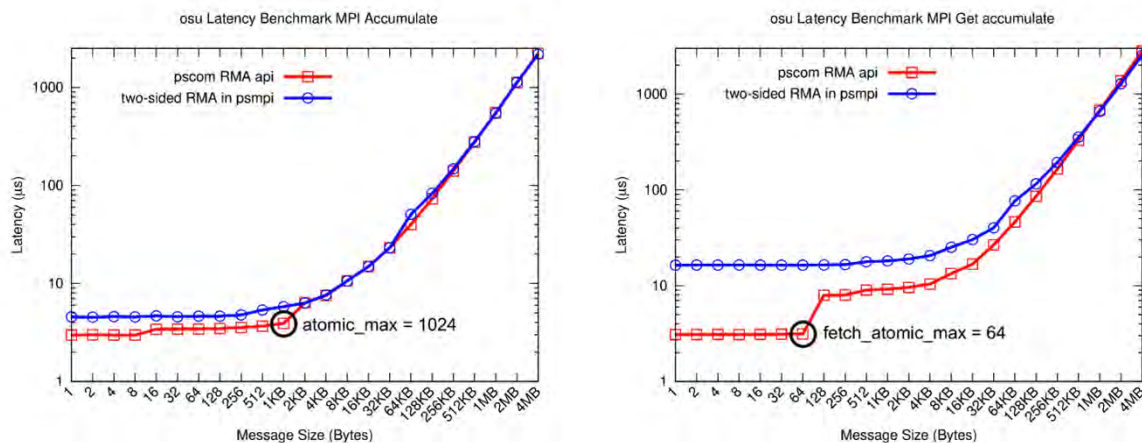 osu Latency Benchmark MPI Accumulate
pscom RMA api
two-sided RMA in psmpi
1000
100
10
1
Latency (µs)
atomic_max = 1024
1 2 4 8 16 32 64 128 256 512 1KB 2KB 4KB 8KB 16KB 32KB 64KB 128KB 256KB 512KB 1MB 2MB 4MB
Message Size (Bytes)
osu Latency Benchmark MPI Get accumulate
pscom RMA api
two-sided RMA in psmpi
1000
100
10
1
Latency (µs)
fetch_atomic_max = 64
1 2 4 8 16 32 64 128 256 512 1KB 2KB 4KB 8KB 16KB 32KB 64KB 128KB 256KB 512KB 1MB 2MB 4MB
Message Size (Bytes)